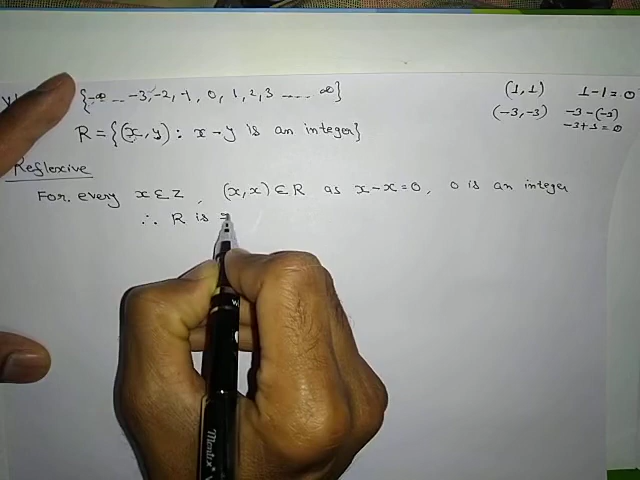 {-∞ ... -3, -2, -1, 0, 1, 2, 3 ..... ∞}
R = {(x, y) : x - y is an integer}
(1, 1) 1 - 1 = 0
(-3, -3) -3 - (-3)
-3 + 3 = 0
Reflexive
For every x ∈ Z, (x, x) ∈ R as x - x = 0, 0 is an integer
∴ R is